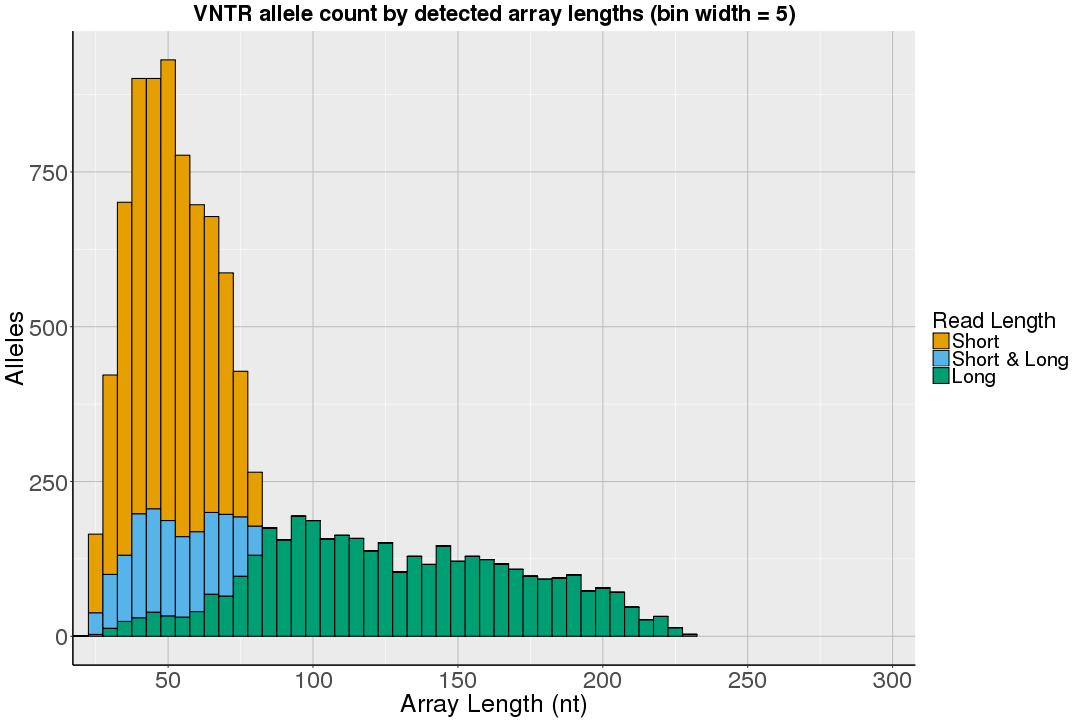 VNTR allele count by detected array lengths (bin width = 5)
Alleles
750
500
250
0
50 100 150 200 250 300
Array Length (nt)
Read Length
Short
Short & Long
Long